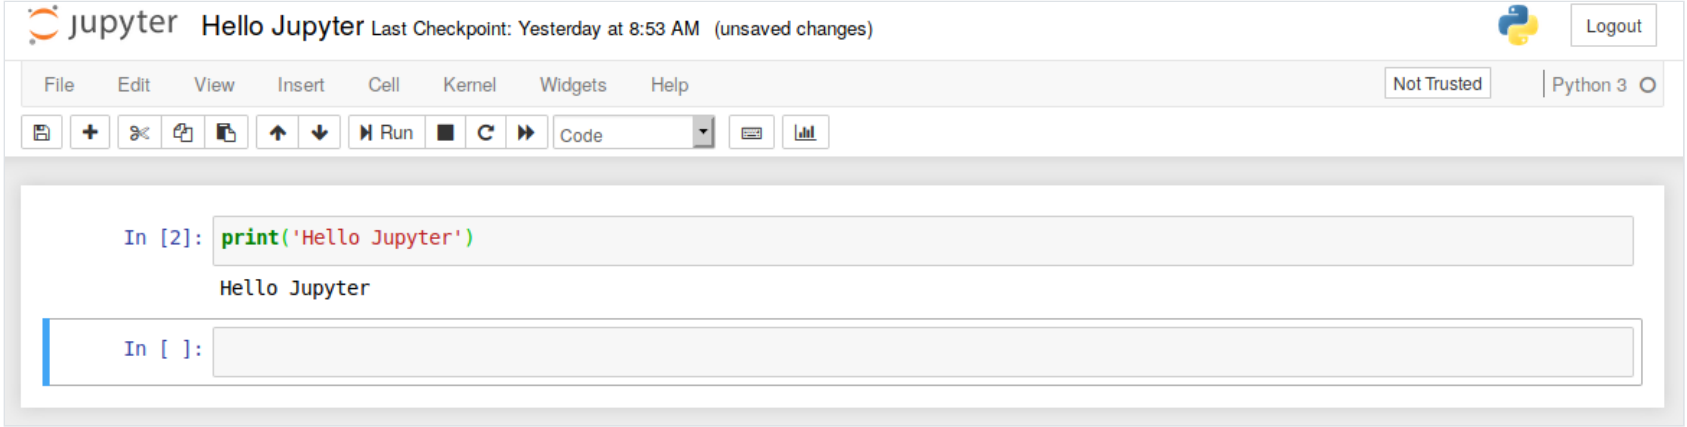 jupyter Hello Jupyter Last Checkpoint: Yesterday at 8:53 AM (unsaved changes) Logout
File Edit View Insert Cell Kernel Widgets Help Not Trusted Python 3
Run Code
In [2]: print('Hello Jupyter')
Hello Jupyter
In [ ]: